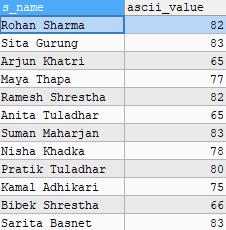 s_name ascii_value
Rohan Sharma 82
Sita Gurung 83
Arjun Khatri 65
Maya Thapa 77
Ramesh Shrestha 82
Anita Tuladhar 65
Suman Maharjan 83
Nisha Khadka 78
Pratik Tuladhar 80
Kamal Adhikari 75
Bibek Shrestha 66
Sarita Basnet 83